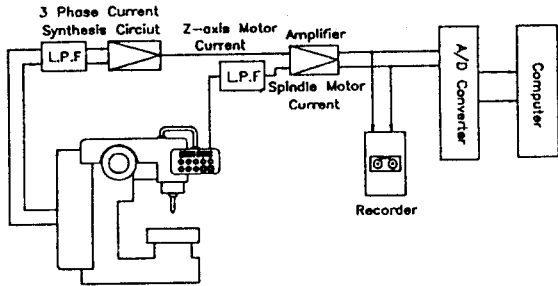 3 Phase Current
Synthesis Circiut
L.P.F
Z-axis Motor
Current
Amplifier
L.P.F
Spindle Motor
Current
A/D Converter
Computer
Recorder